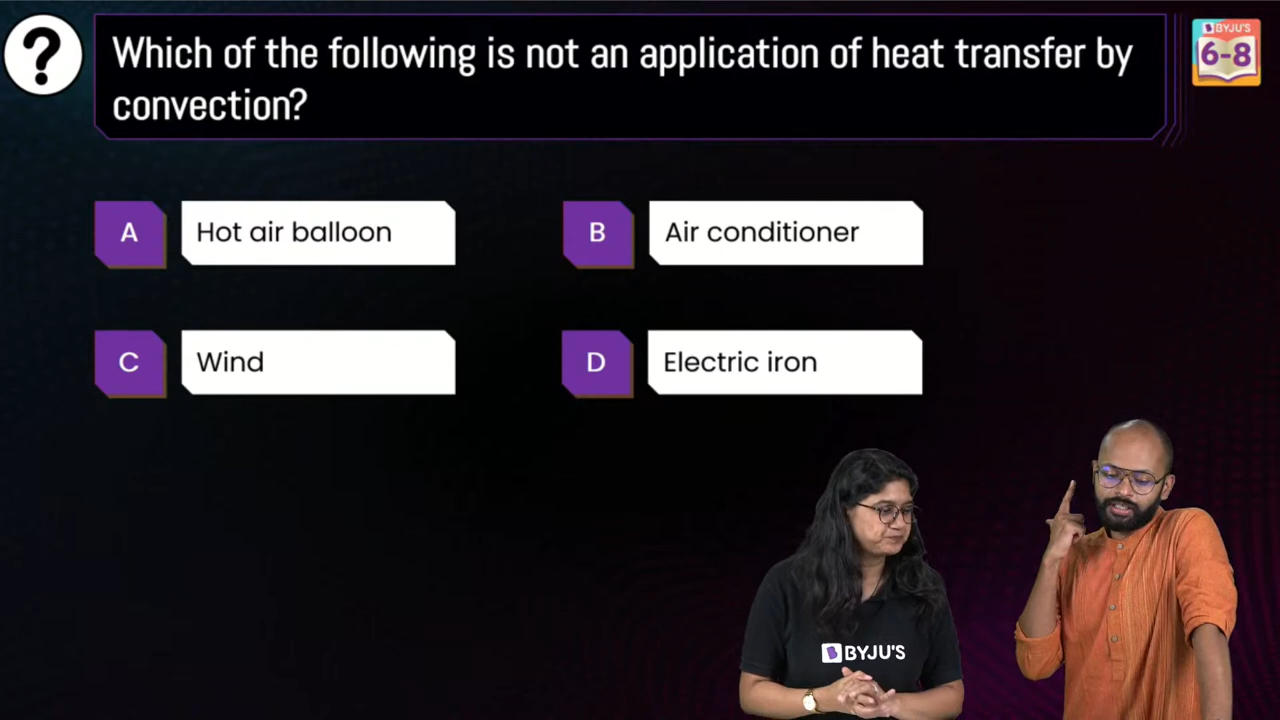 ?
Which of the following is not an application of heat transfer by
convection?
BYJU'S
6-8
A
Hot air balloon
B
Air conditioner
C
Wind
D
Electric iron
BYJU'S